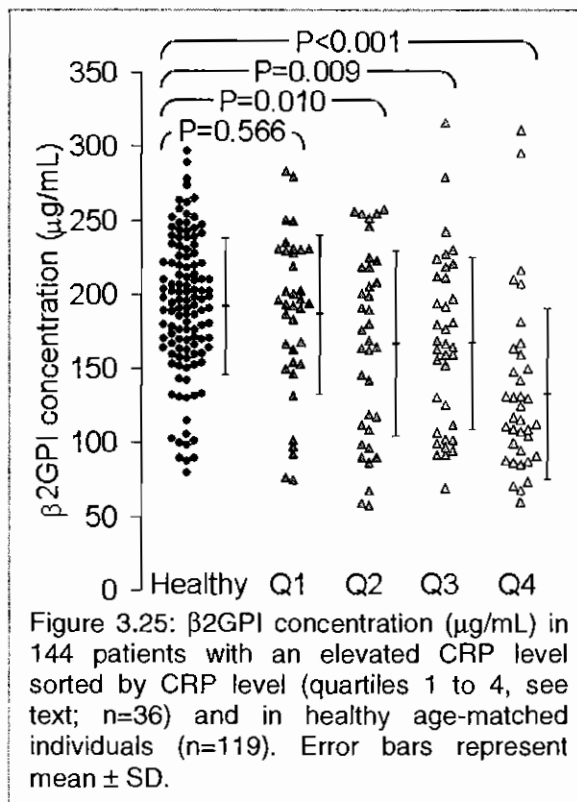 P<0.001
350
P=0.009
300
P=0.010
P=0.566
250
200
150
100
50
0
β2GPI concentration (μg/mL)
Healthy Q1 Q2 Q3 Q4
Figure 3.25: β2GPI concentration (μg/mL) in
144 patients with an elevated CRP level
sorted by CRP level (quartiles 1 to 4, see
text; n=36) and in healthy age-matched
individuals (n=119). Error bars represent
mean ± SD.